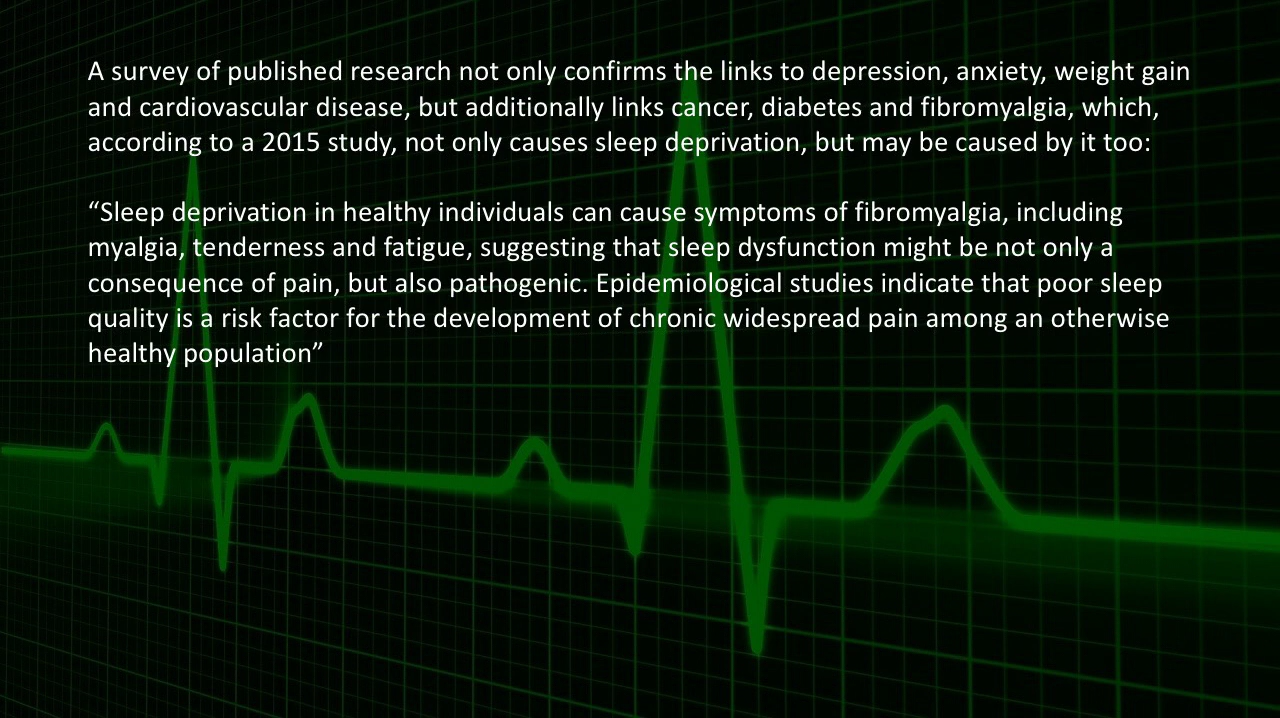 A survey of published research not only confirms the links to depression, anxiety, weight gain
and cardiovascular disease, but additionally links cancer, diabetes and fibromyalgia, which,
according to a 2015 study, not only causes sleep deprivation, but may be caused by it too:
“Sleep deprivation in healthy individuals can cause symptoms of fibromyalgia, including
myalgia, tenderness and fatigue, suggesting that sleep dysfunction might be not only a
consequence of pain, but also pathogenic. Epidemiological studies indicate that poor sleep
quality is a risk factor for the development of chronic widespread pain among an otherwise
healthy population”